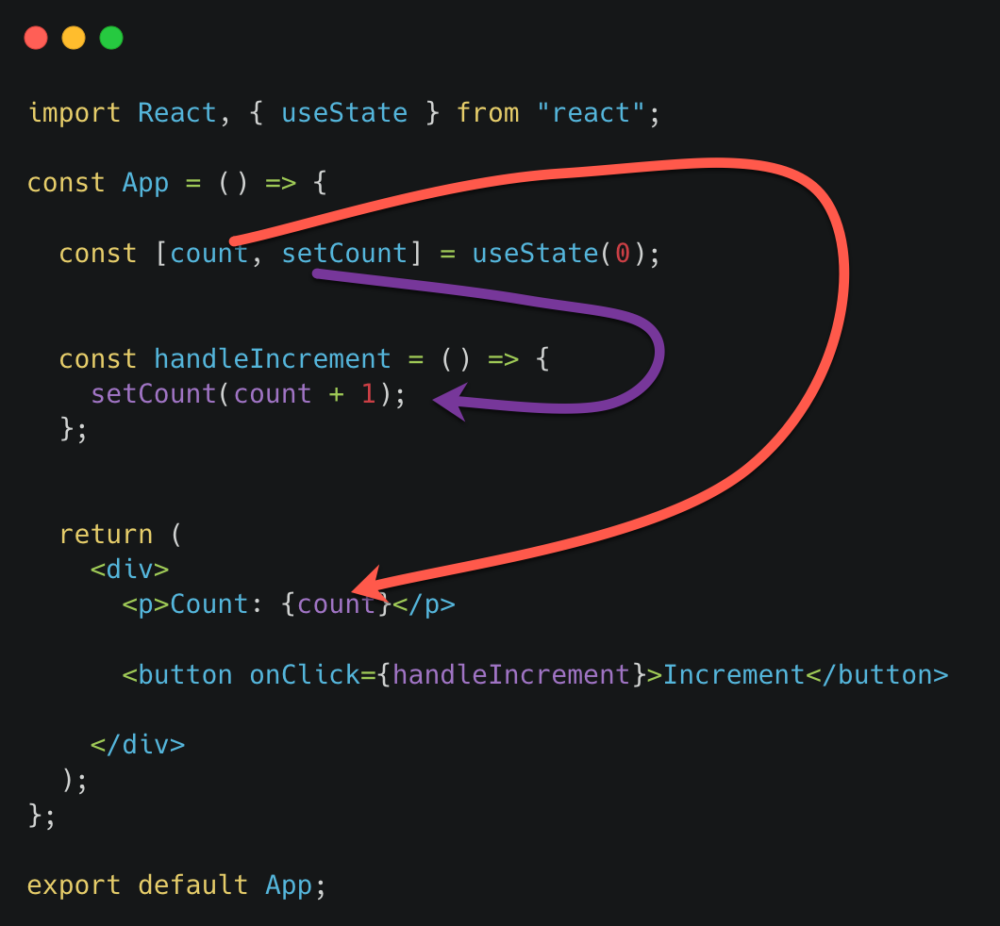 import React, { useState } from "react";
const App = () => {
const [count, setCount] = useState(0);
const handleIncrement = () => {
setCount(count + 1);
};
return (
<div>
<p>Count: {count}</p>
<button onClick={handleIncrement}>Increment</button>
</div>
);
};
export default App;